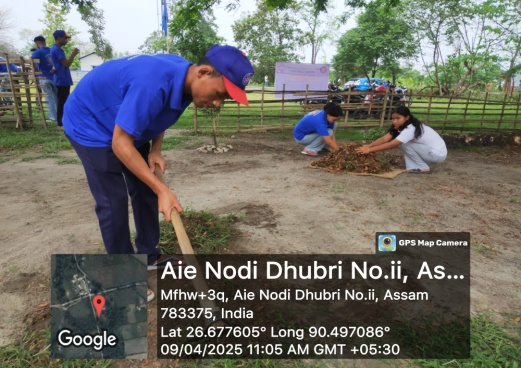 GPS Map Camera
Aie Nodi Dhubri No.ii, As...
Mfhw+3q, Aie Nodi Dhubri No.ii, Assam
783375, India
Lat 26.677605° Long 90.497086°
09/04/2025 11:05 AM GMT +05:30
Google